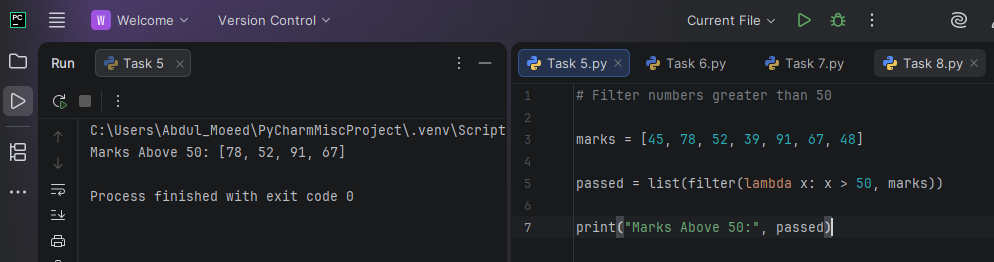 PC
W Welcome Version Control Current File
Run Task 5
Task 5.py Task 6.py Task 7.py Task 8.py
C:\Users\Abdul_Moeed\PyCharmMiscProject\.venv\Script
Marks Above 50: [78, 52, 91, 67]
Process finished with exit code 0
1 # Filter numbers greater than 50
2
3 marks = [45, 78, 52, 39, 91, 67, 48]
4
5 passed = list(filter(lambda x: x > 50, marks))
6
7 print("Marks Above 50:", passed)